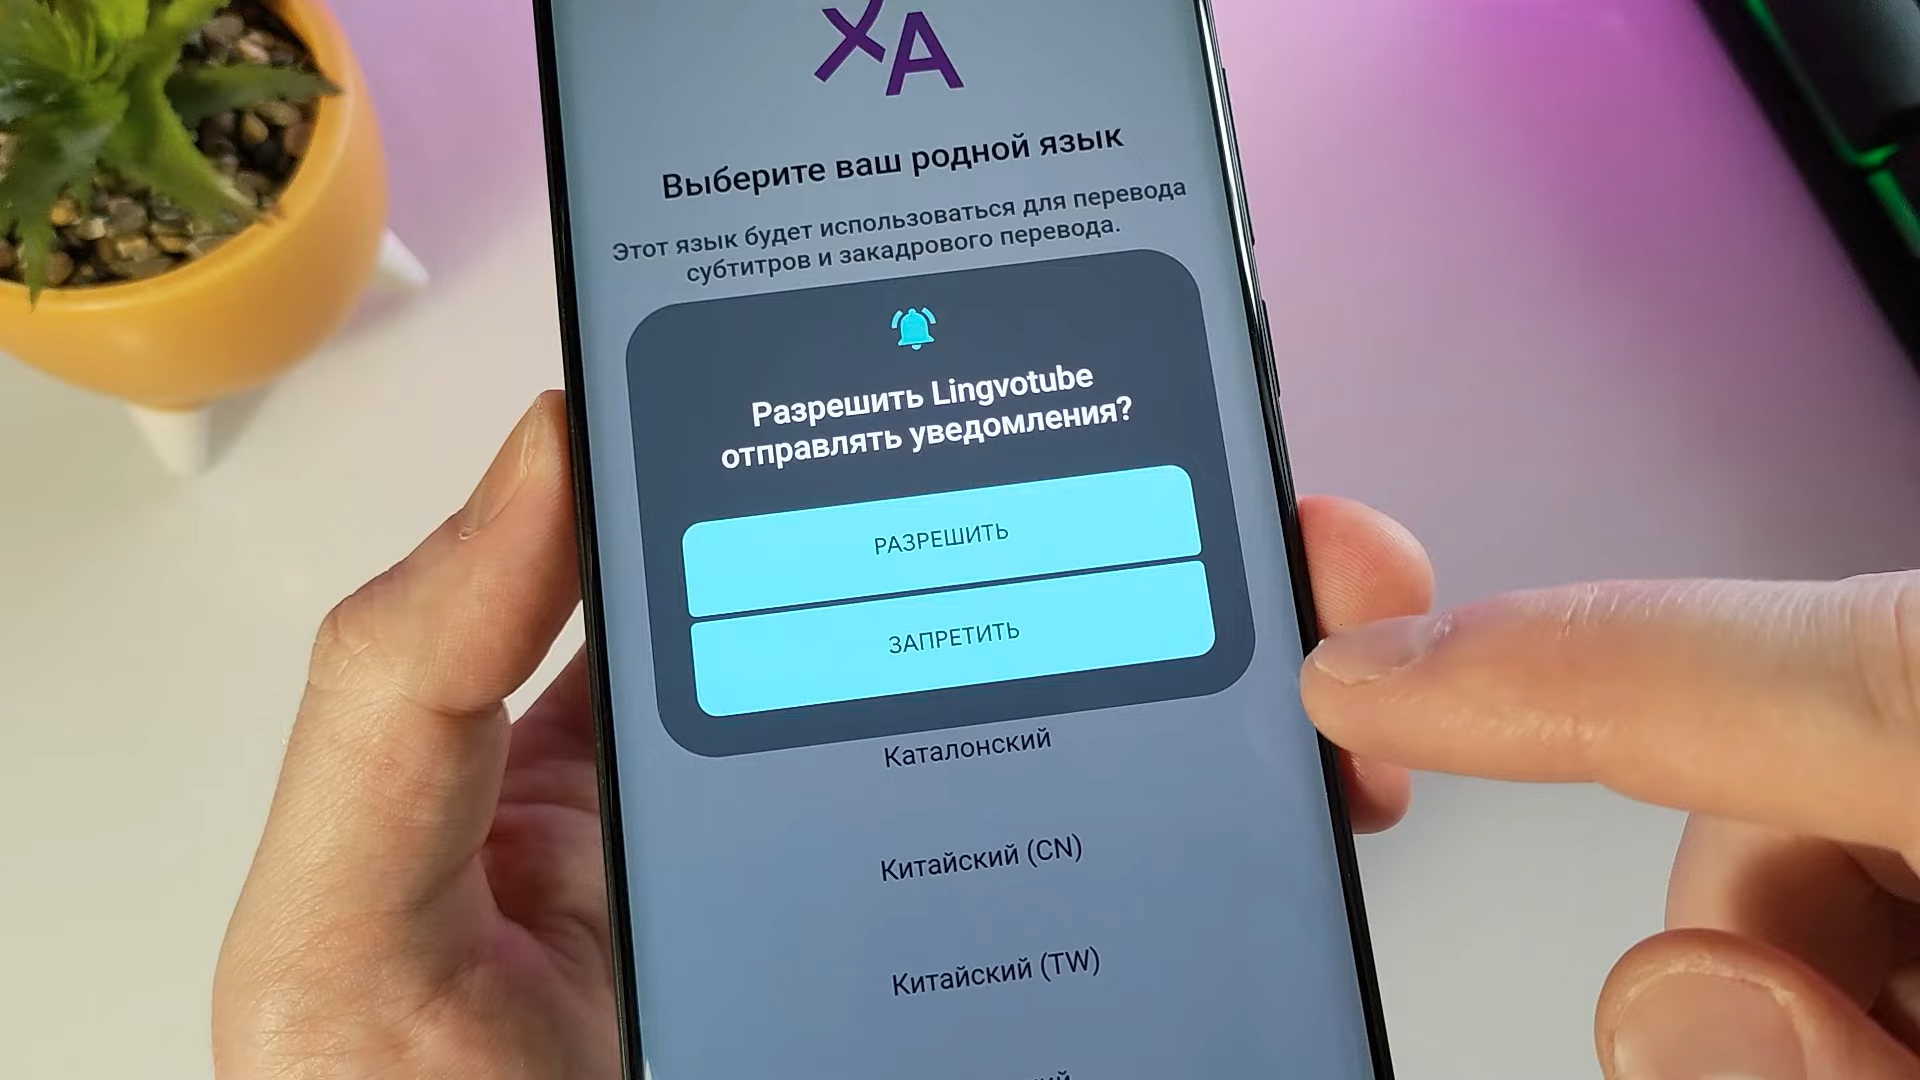 Выберите ваш родной язык
Этот язык будет использоваться для перевода
субтитров и закадрового перевода.
Разрешить Lingvotube
отправлять уведомления?
РАЗРЕШИТЬ
ЗАПРЕТИТЬ
Каталонский
Китайский (CN)
Китайский (TW)